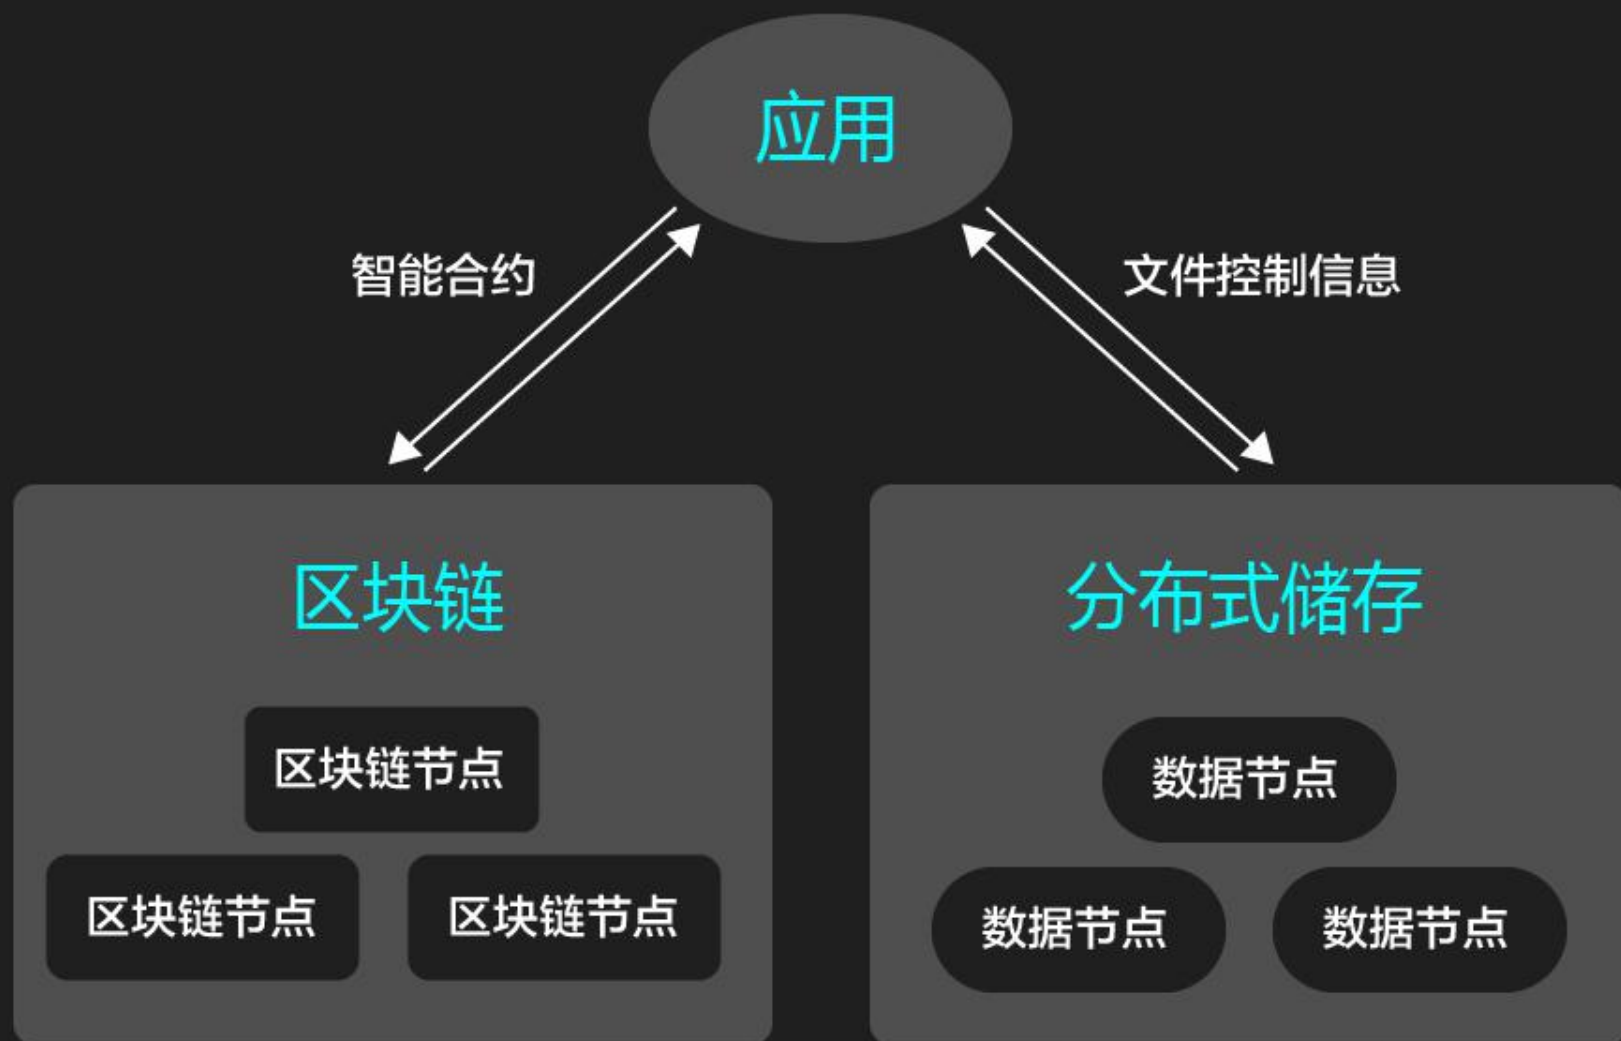 应用
智能合约
文件控制信息
区块链
分布式储存
区块链节点
数据节点
区块链节点
区块链节点
数据节点
数据节点